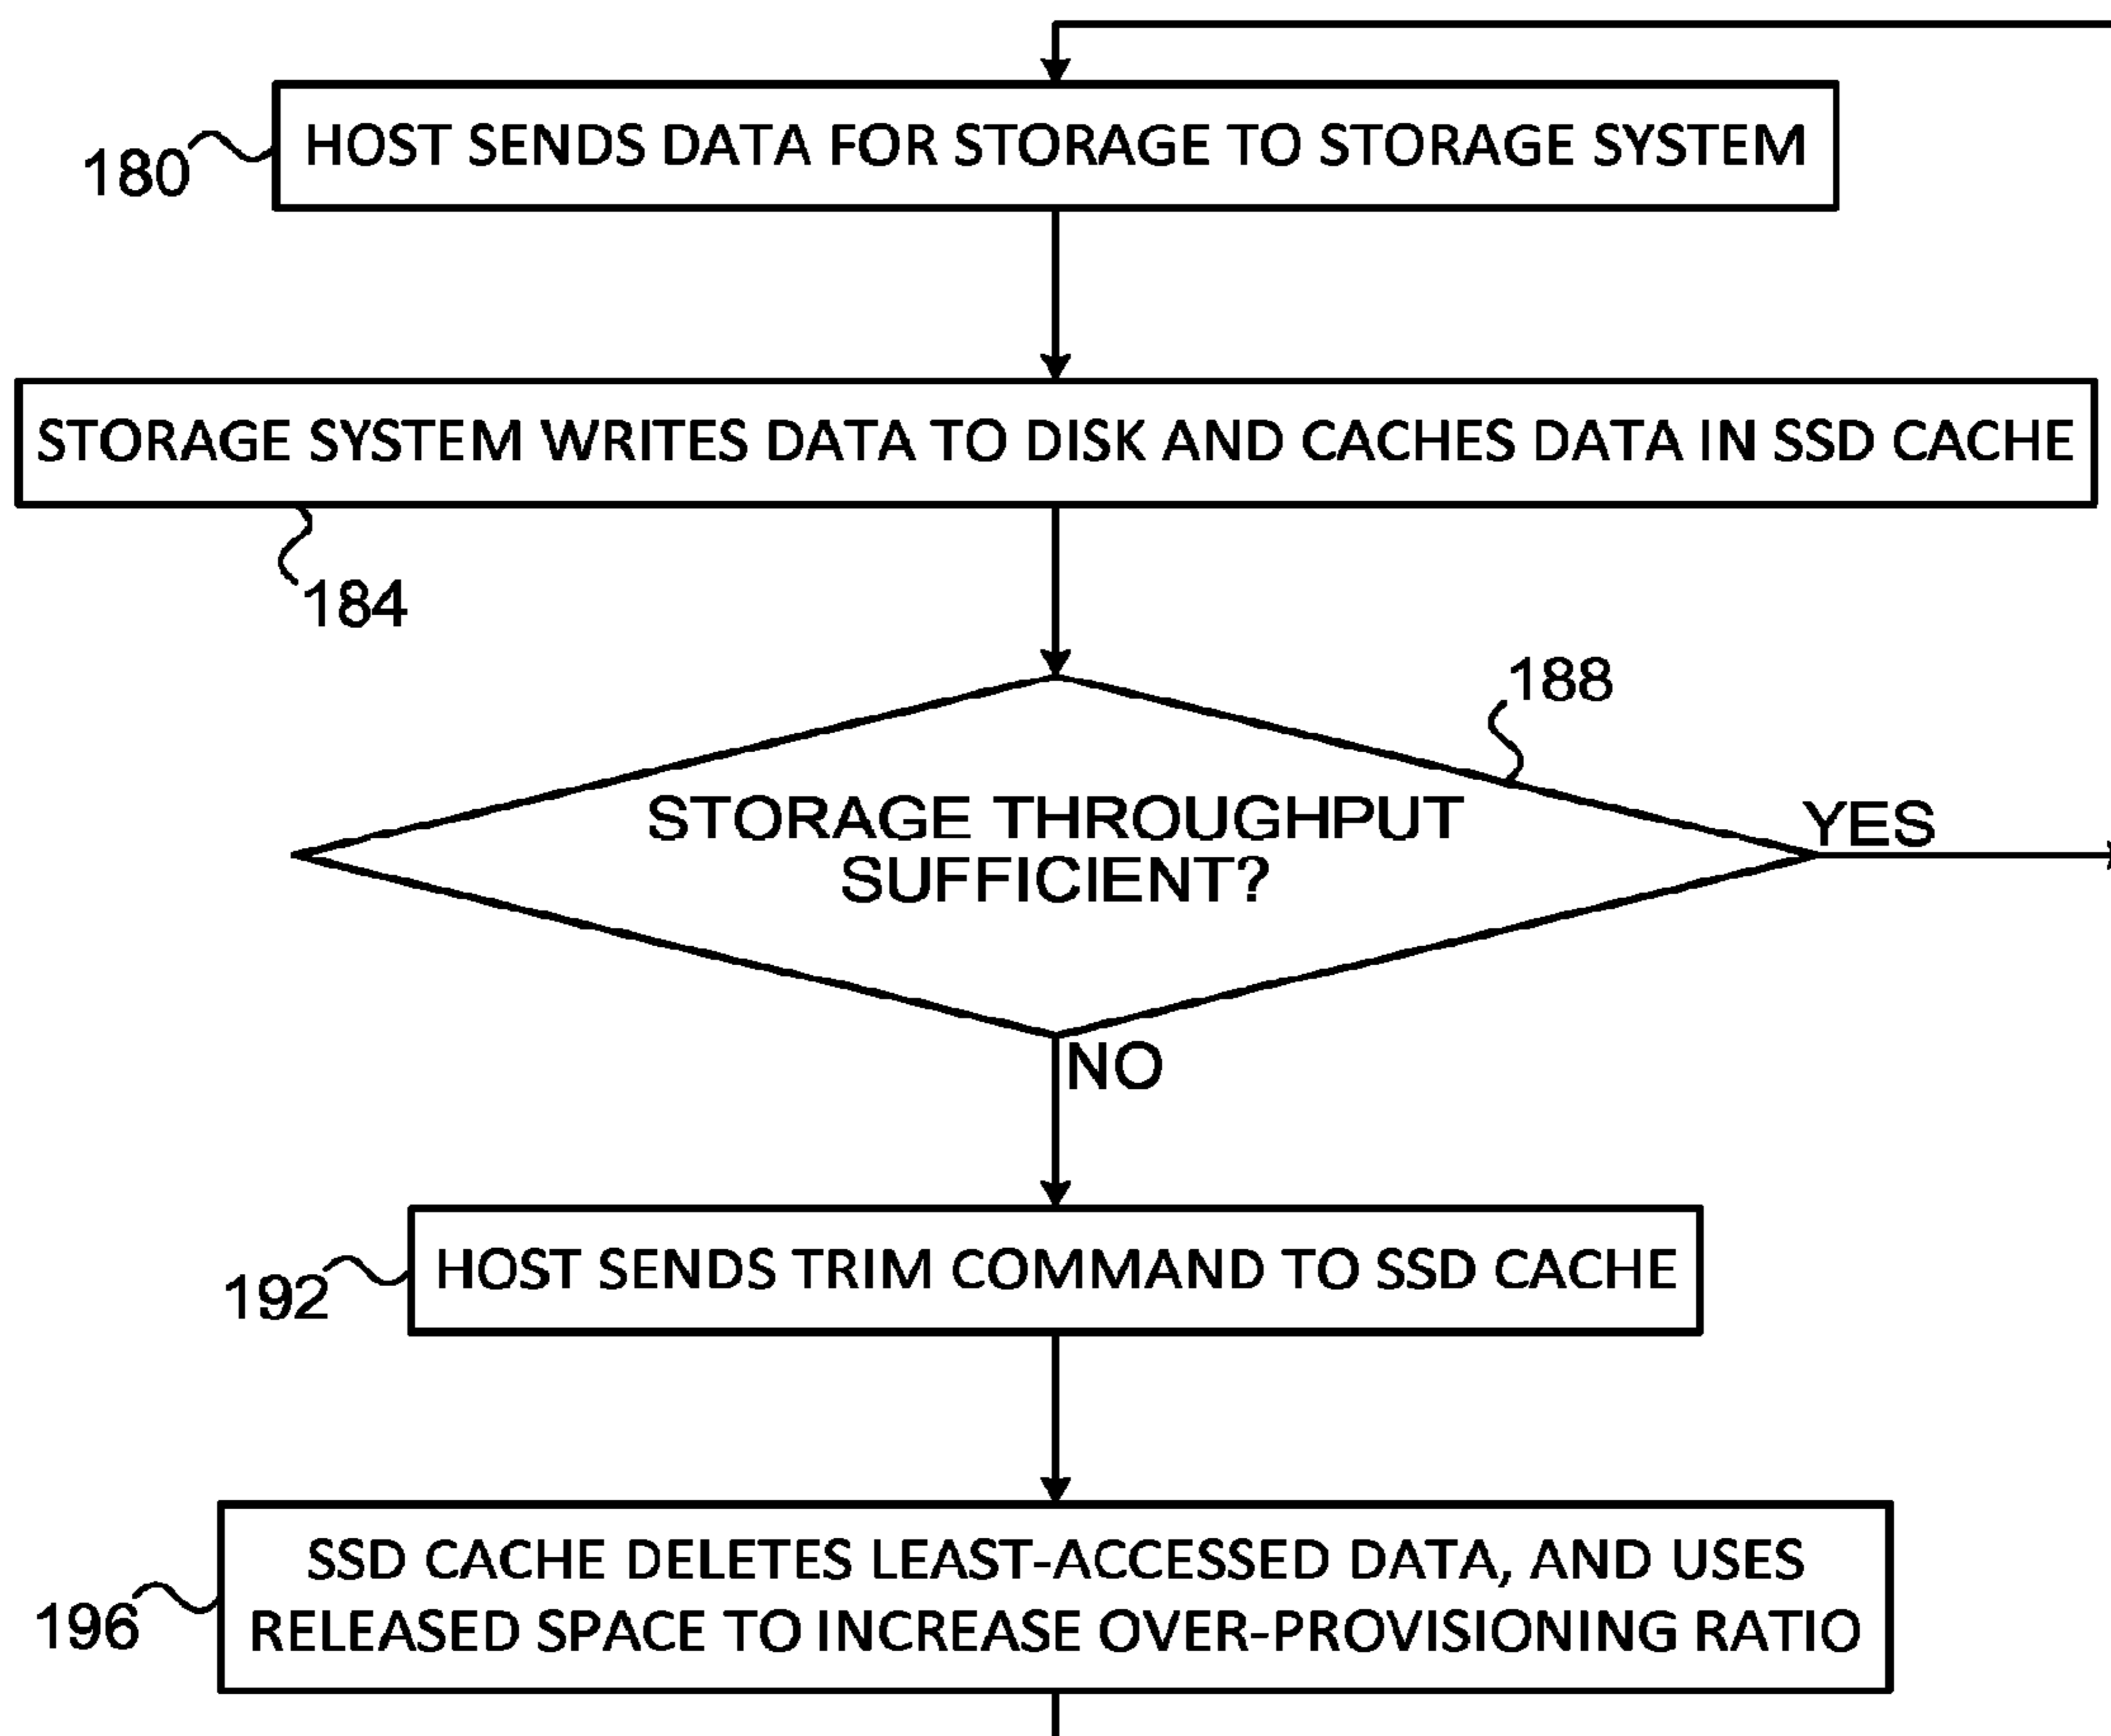 180
HOST SENDS DATA FOR STORAGE TO STORAGE SYSTEM
STORAGE SYSTEM WRITES DATA TO DISK AND CACHES DATA IN SSD CACHE
184
188
STORAGE THROUGHPUT
SUFFICIENT?
YES
NO
192
HOST SENDS TRIM COMMAND TO SSD CACHE
196
SSD CACHE DELETES LEAST-ACCESSED DATA, AND USES
RELEASED SPACE TO INCREASE OVER-PROVISIONING RATIO